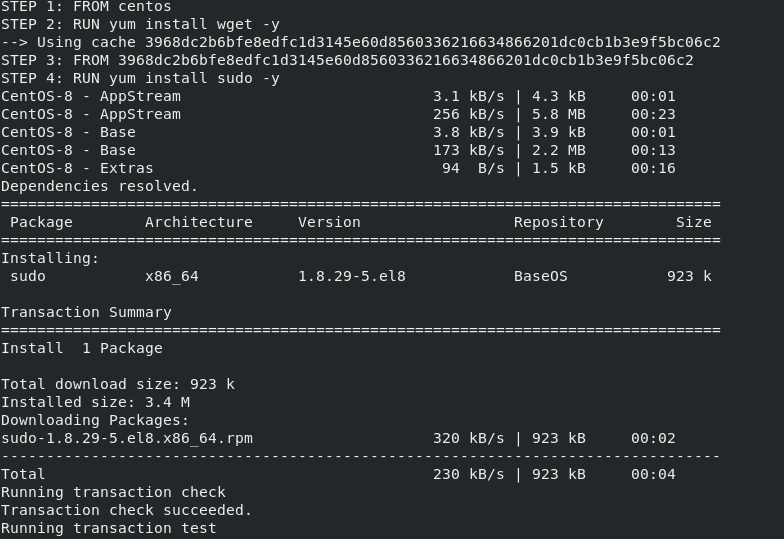 STEP 1: FROM centos
STEP 2: RUN yum install wget -y
--> Using cache 3968dc2b6bfe8edfc1d3145e60d8560336216634866201dc0cb1b3e9f5bc06c2
STEP 3: FROM 3968dc2b6bfe8edfc1d3145e60d8560336216634866201dc0cb1b3e9f5bc06c2
STEP 4: RUN yum install sudo -y
CentOS-8 - AppStream                            3.1 kB/s | 4.3 kB     00:01
CentOS-8 - AppStream                            256 kB/s | 5.8 MB     00:23
CentOS-8 - Base                                 3.8 kB/s | 3.9 kB     00:01
CentOS-8 - Base                                 173 kB/s | 2.2 MB     00:13
CentOS-8 - Extras                                94  B/s | 1.5 kB     00:16
Dependencies resolved.
================================================================================
 Package        Architecture     Version                 Repository        Size
================================================================================
Installing:
 sudo           x86_64           1.8.29-5.el8            BaseOS           923 k

Transaction Summary
================================================================================
Install  1 Package

Total download size: 923 k
Installed size: 3.4 M
Downloading Packages:
sudo-1.8.29-5.el8.x86_64.rpm                    320 kB/s | 923 kB     00:02
--------------------------------------------------------------------------------
Total                                           230 kB/s | 923 kB     00:04
Running transaction check
Transaction check succeeded.
Running transaction test